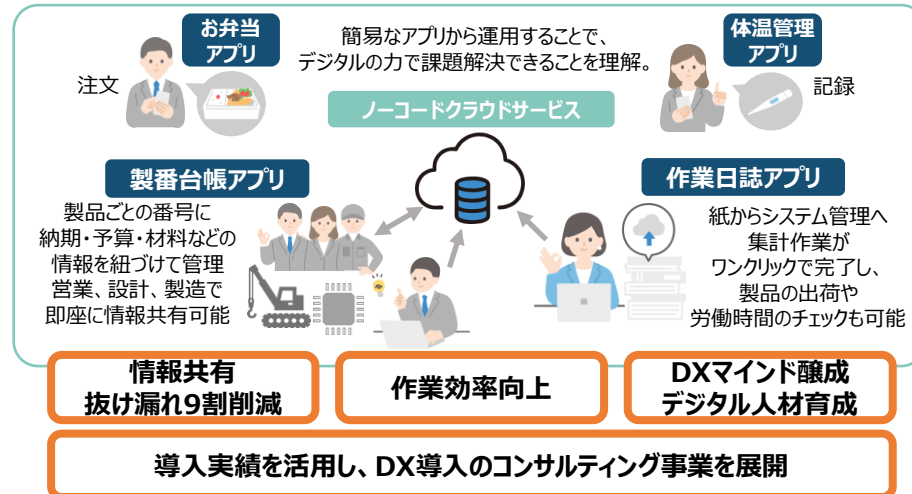 お弁当
アプリ
注文
簡易なアプリから運用することで、
デジタルの力で課題解決できることを理解。
体温管理
アプリ
記録
ノーコードクラウドサービス
製番台帳アプリ
製品ごとの番号に
納期・予算・材料などの
情報を紐づけて管理
営業、設計、製造で
即座に情報共有可能
作業日誌アプリ
紙からシステム管理へ
集計作業が
ワンクリックで完了し、
製品の出荷や
労働時間のチェックも可能
情報共有
抜け漏れ9割削減
作業効率向上
DXマインド醸成
デジタル人材育成
導入実績を活用し、DX導入のコンサルティング事業を展開